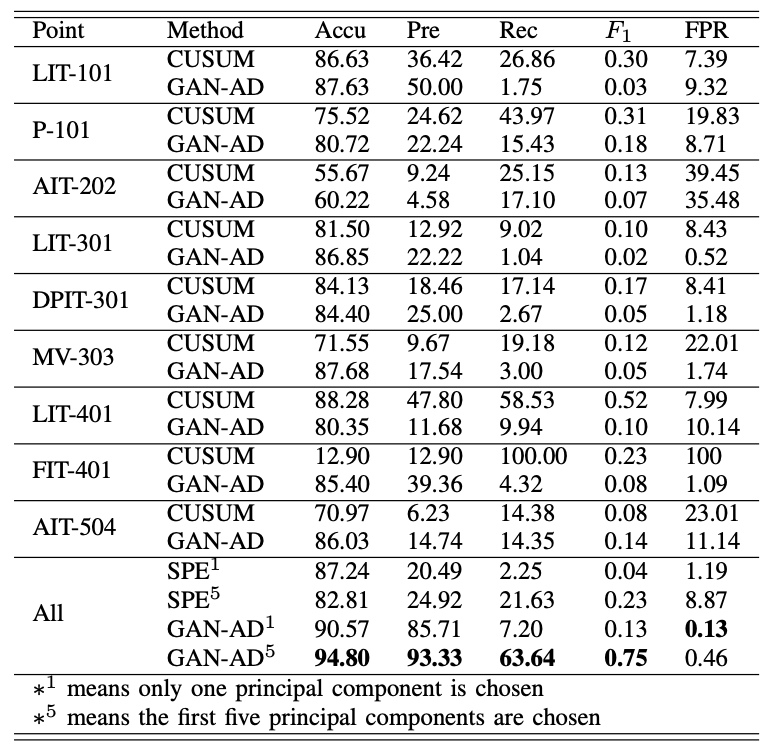 Point Method Accu Pre Rec F₁ FPR
LIT-101 CUSUM 86.63 36.42 26.86 0.30 7.39
GAN-AD 87.63 50.00 1.75 0.03 9.32
P-101 CUSUM 75.52 24.62 43.97 0.31 19.83
GAN-AD 80.72 22.24 15.43 0.18 8.71
AIT-202 CUSUM 55.67 9.24 25.15 0.13 39.45
GAN-AD 60.22 4.58 17.10 0.07 35.48
LIT-301 CUSUM 81.50 12.92 9.02 0.10 8.43
GAN-AD 86.85 22.22 1.04 0.02 0.52
DPIT-301 CUSUM 84.13 18.46 17.14 0.17 8.41
GAN-AD 84.40 25.00 2.67 0.05 1.18
MV-303 CUSUM 71.55 9.67 19.18 0.12 22.01
GAN-AD 87.68 17.54 3.00 0.05 1.74
LIT-401 CUSUM 88.28 47.80 58.53 0.52 7.99
GAN-AD 80.35 11.68 9.94 0.10 10.14
FIT-401 CUSUM 12.90 12.90 100.00 0.23 100
GAN-AD 85.40 39.36 4.32 0.08 1.09
AIT-504 CUSUM 70.97 6.23 14.38 0.08 23.01
GAN-AD 86.03 14.74 14.35 0.14 11.14
All SPE¹ 87.24 20.49 2.25 0.04 1.19
SPE⁵ 82.81 24.92 21.63 0.23 8.87
GAN-AD¹ 90.57 85.71 7.20 0.13 0.13
GAN-AD⁵ 94.80 93.33 63.64 0.75 0.46
∗¹ means only one principal component is chosen
∗⁵ means the first five principal components are chosen